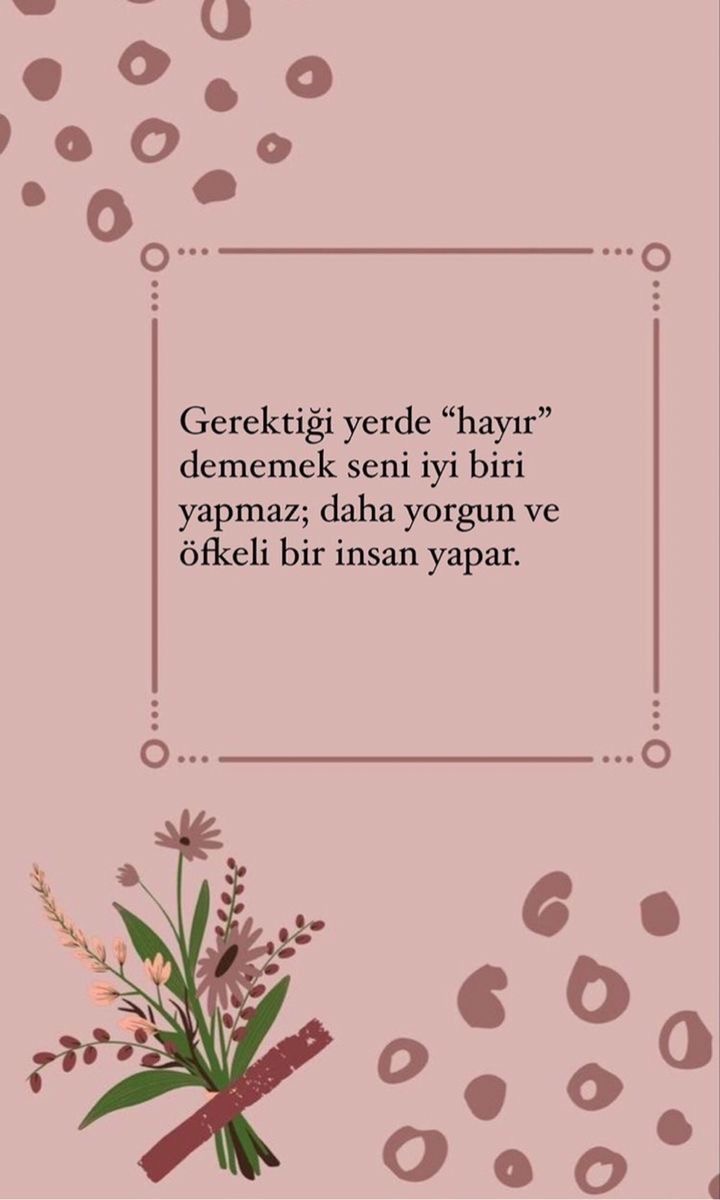 Gerektiği yerde “hayır”
dememek seni iyi biri
yapmaz; daha yorgun ve
öfkeli bir insan yapar.